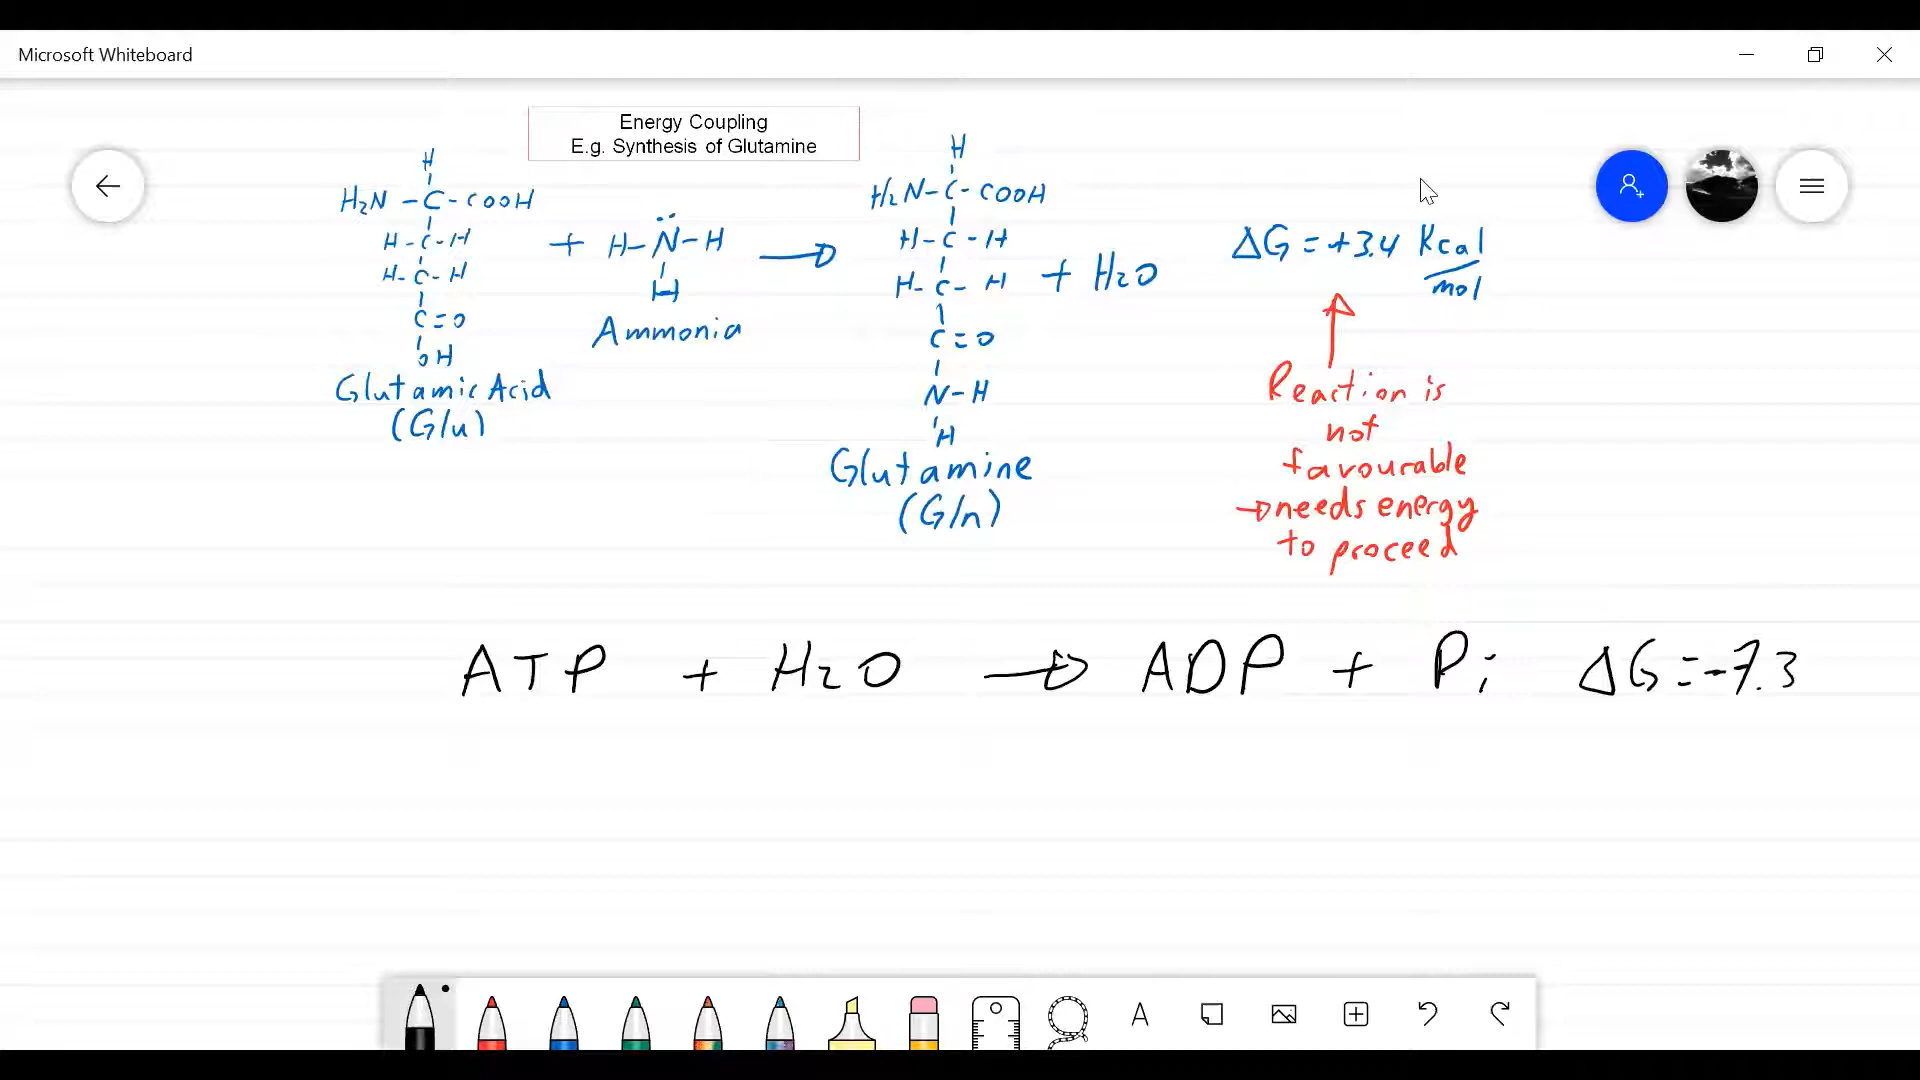 Microsoft Whiteboard
Energy Coupling
E.g. Synthesis of Glutamine
H
H2N - C - COOH
H - C - H
H - C - H
C = O
OH
Glutamic Acid
(Glu)
+
H - N - H
H
Ammonia
→
H
H2N - C - COOH
H - C - H
H - C - H
C = O
N - H
H
Glutamine
(Gln)
+ H2O
ΔG = +3.4 Kcal
mol
Reaction is
not
favourable
→ needs energy
to proceed
ATP + H2O → ADP + Pi ΔG = -7.3
A